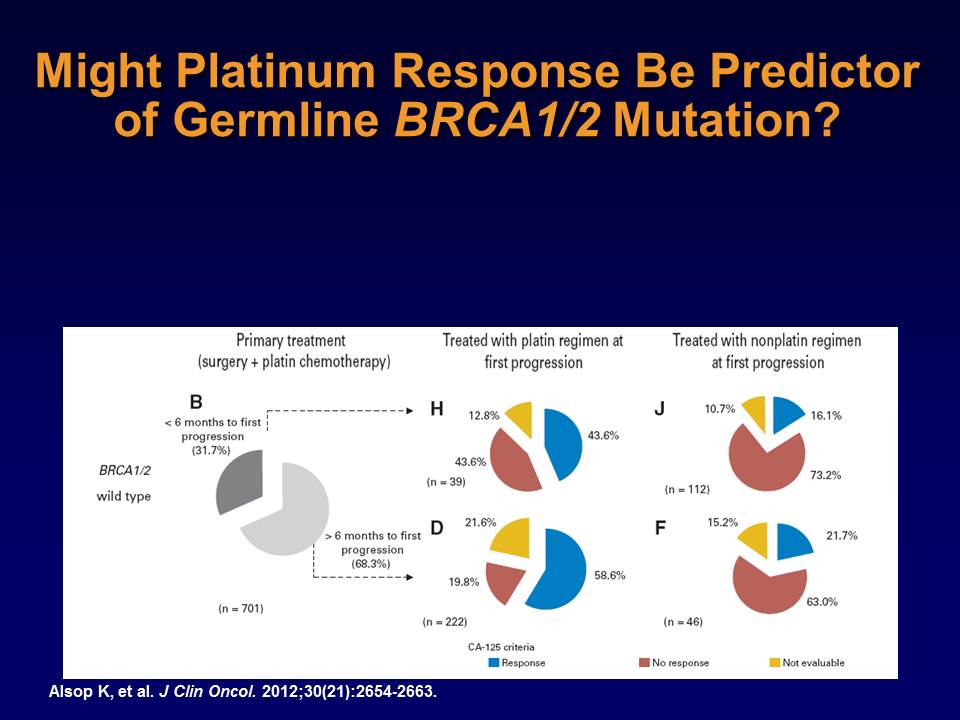 Might Platinum Response Be Predictor
of Germline BRCA1/2 Mutation?
Primary treatment
(surgery + platin chemotherapy)
Treated with platin regimen at
first progression
Treated with nonplatin regimen
at first progression
B
< 6 months to first
progression
(31.7%)
BRCA1/2
wild type
> 6 months to first
progression
(68.3%)
(n = 701)
H
12.8%
43.6%
43.6%
(n = 39)
J
10.7%
16.1%
73.2%
(n = 112)
D
21.6%
19.8%
58.6%
(n = 222)
F
15.2%
21.7%
63.0%
(n = 46)
CA-125 criteria
Response
No response
Not evaluable
Alsop K, et al. J Clin Oncol. 2012;30(21):2654-2663.